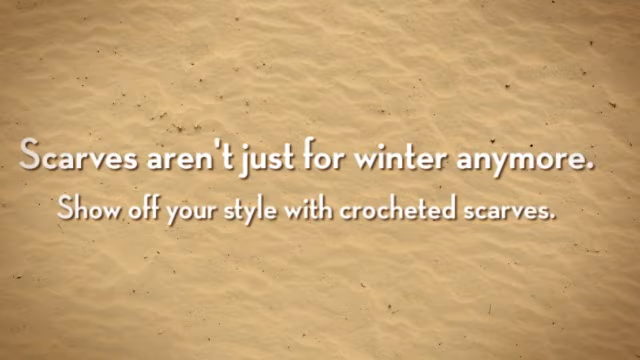 Scarves aren't just for winter anymore.
Show off your style with crocheted scarves.